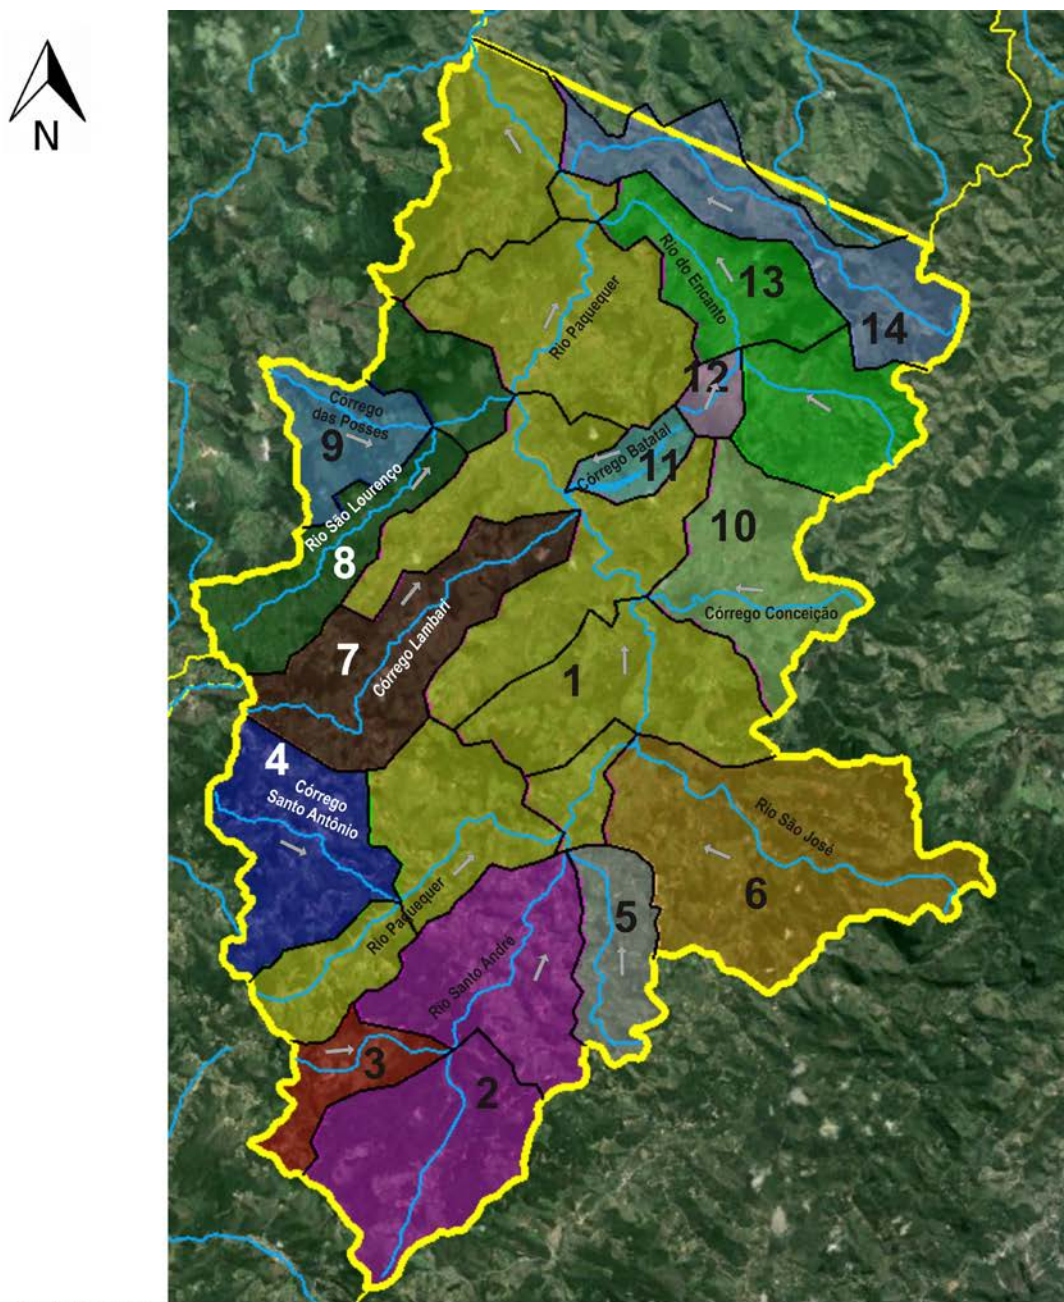 N
13
Rio do Encanto
14
Rio Paquequer
12
Córrego
das Posses
9
Córrego Batatal
11
Rio São Lourenço
10
8
Córrego Conceição
7
Córrego Lambari
1
4
Córrego
Santo Antônio
Rio São José
6
5
Rio Paquequer
Rio Santo André
3
2